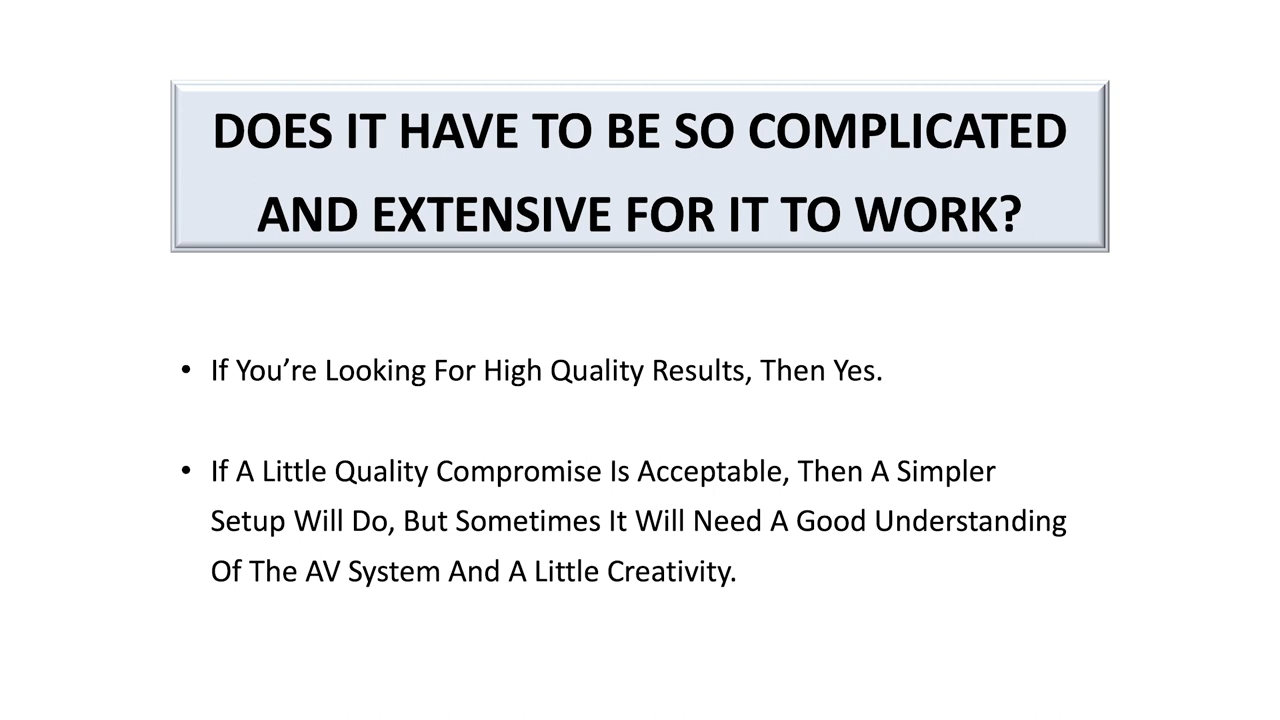 DOES IT HAVE TO BE SO COMPLICATED
AND EXTENSIVE FOR IT TO WORK?
• If You’re Looking For High Quality Results, Then Yes.
• If A Little Quality Compromise Is Acceptable, Then A Simpler
Setup Will Do, But Sometimes It Will Need A Good Understanding
Of The AV System And A Little Creativity.